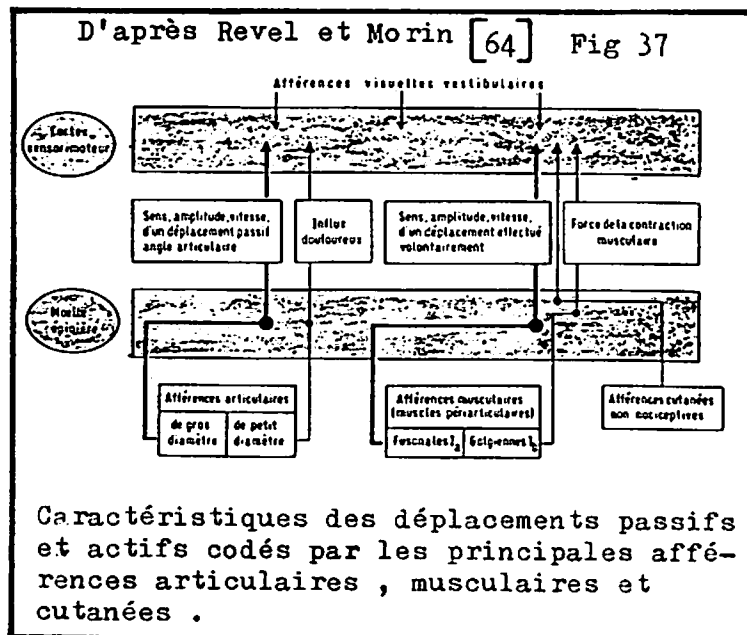 D'après Revel et Morin [64] Fig 37
Afférences visuelles vestibulaires
Cortex
sensorimoteur
Sens, amplitude, vitesse,
d'un déplacement passif
angle articulaire
Influx
douloureux
Sens, amplitude, vitesse,
d'un déplacement effectué
volontairement
Force de la contraction
musculaire
Moelle
épinière
Afférences articulaires
de gros
diamètre
de petit
diamètre
Afférences musculaires
(muscles périarticulaires)
Fusoriales Ia
Golgiennes Ib
Afférences cutanées
non nociceptives
Caractéristiques des déplacements passifs
et actifs codés par les principales affé-
rences articulaires , musculaires et
cutanées .